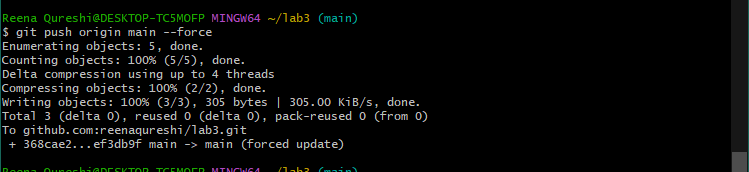 Reena Qureshi@DESKTOP-TC5MOFP MINGW64 ~/lab3 (main)
$ git push origin main --force
Enumerating objects: 5, done.
Counting objects: 100% (5/5), done.
Delta compression using up to 4 threads
Compressing objects: 100% (2/2), done.
Writing objects: 100% (3/3), 305 bytes | 305.00 KiB/s, done.
Total 3 (delta 0), reused 0 (delta 0), pack-reused 0 (from 0)
To github.com:reenaqureshi/lab3.git
 + 368cae2...ef3db9f main -> main (forced update)
Reena Qureshi@DESKTOP-TC5MOFP MINGW64 ~/lab3 (main)